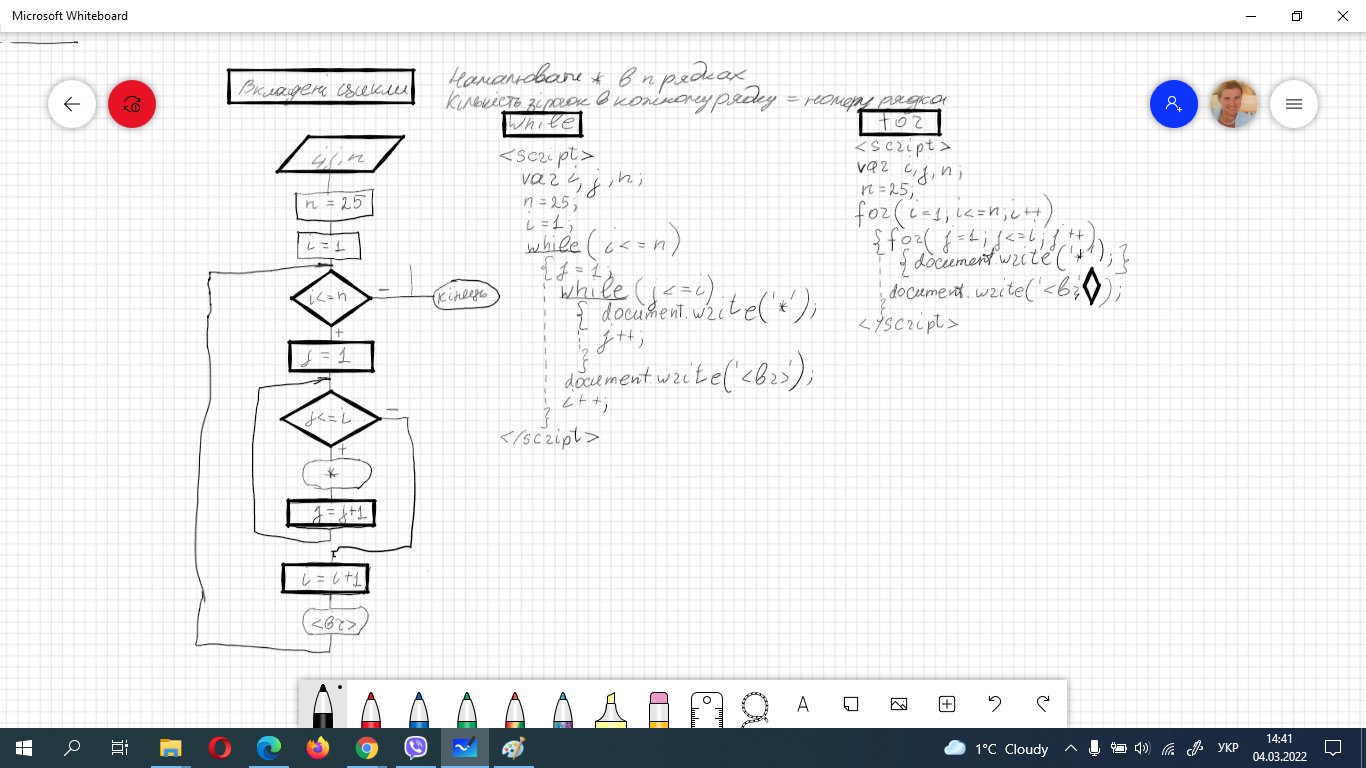 Microsoft Whiteboard
Вкладені цикли
Намалювати * в n рядках
Кількість зірок в кожному рядку = номеру рядка
i,j,n
n = 25
i = 1
i<=n
−
кінець
+
j = 1
j<=i
−
+
*
j = j+1
i = i+1
<br>
while
<script>
var i, j, n;
n = 25;
i = 1;
while ( i <= n )
{ j = 1;
while ( j <= i )
{ document.write('*');
j++;
}
document.write('<br>');
i++;
}
</script>
for
<script>
var i, j, n;
n = 25;
for( i=1; i<=n; i++)
{ for( j=1; j<=i; j++)
{ document.write('*'); }
document.write('<br');
}
</script>
A
1°C Cloudy
УКР
14:41
04.03.2022